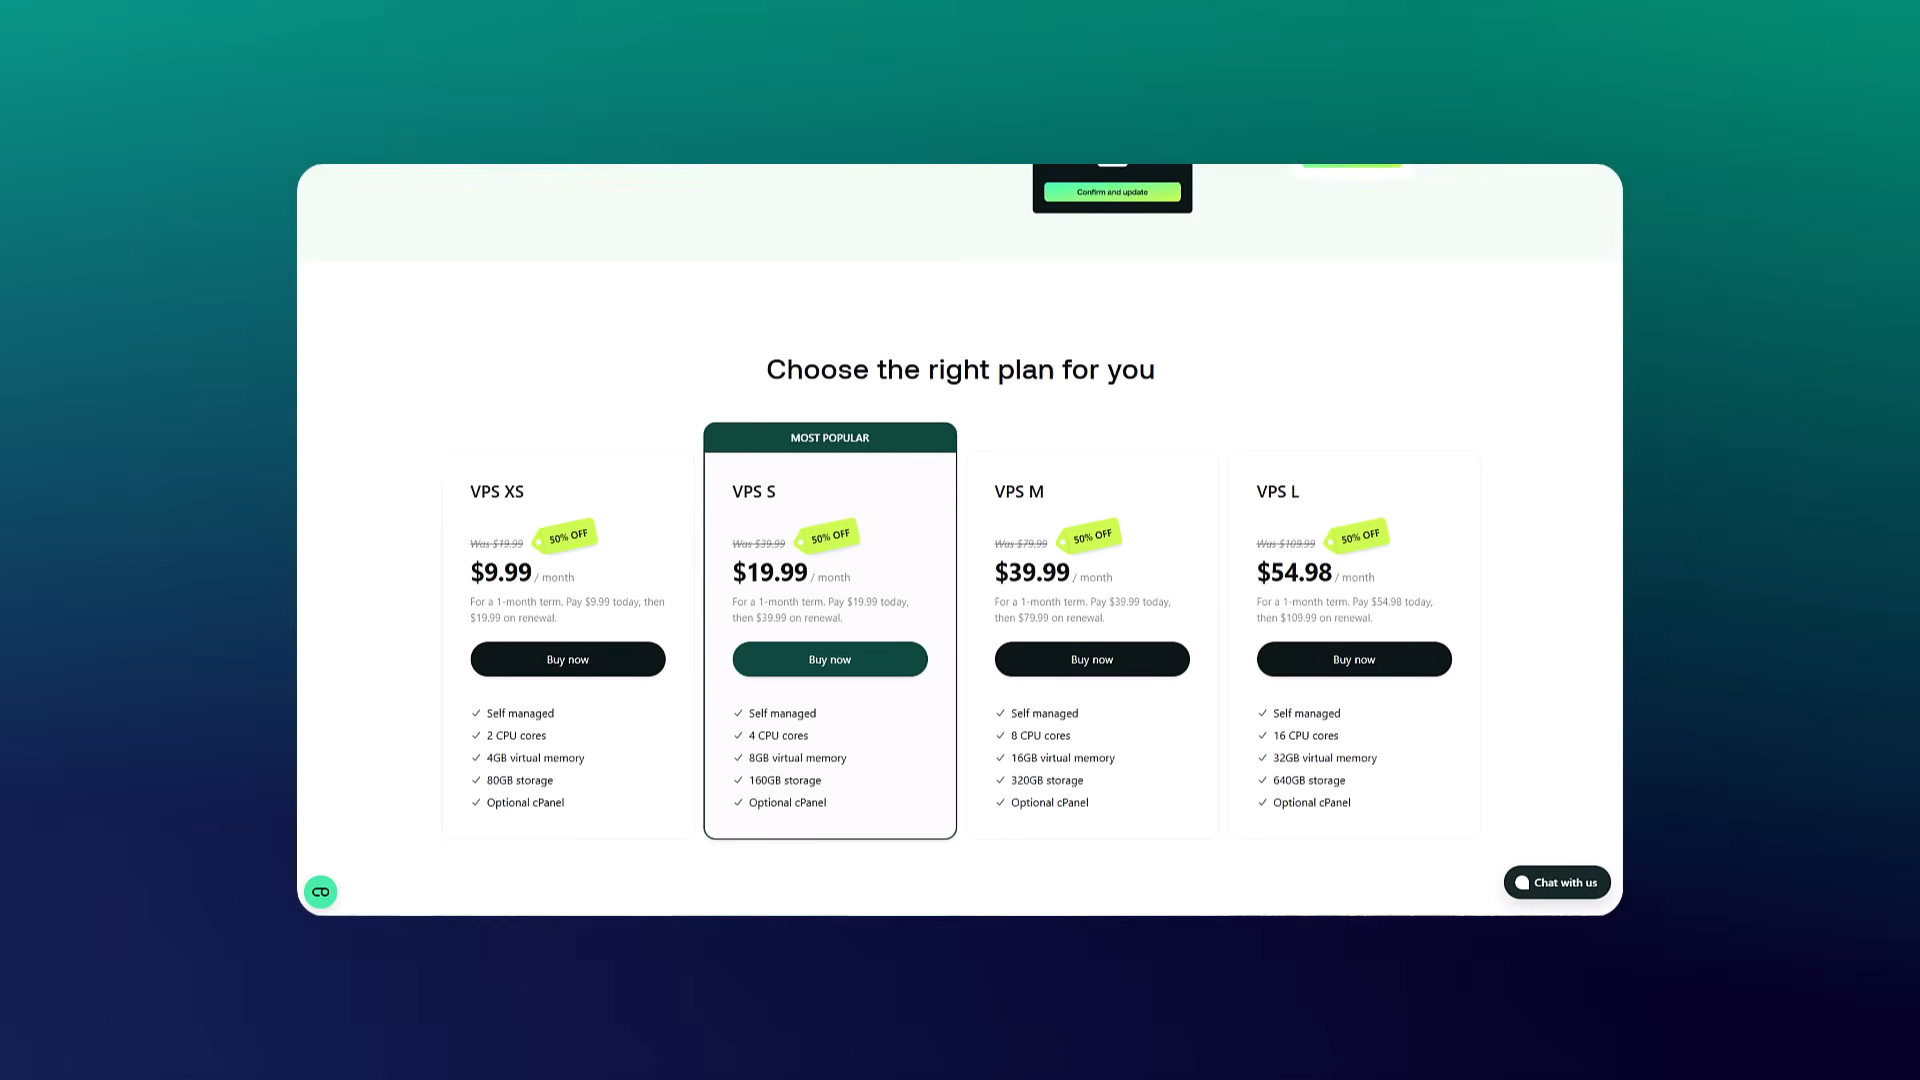 Confirm and update
Choose the right plan for you
MOST POPULAR
VPS XS
Was $19.99
50% OFF
$9.99 / month
For a 1-month term. Pay $9.99 today, then
$19.99 on renewal.
Buy now
Self managed
2 CPU cores
4GB virtual memory
80GB storage
Optional cPanel
VPS S
Was $39.99
50% OFF
$19.99 / month
For a 1-month term. Pay $19.99 today,
then $39.99 on renewal.
Buy now
Self managed
4 CPU cores
8GB virtual memory
160GB storage
Optional cPanel
VPS M
Was $79.99
50% OFF
$39.99 / month
For a 1-month term. Pay $39.99 today,
then $79.99 on renewal.
Buy now
Self managed
8 CPU cores
16GB virtual memory
320GB storage
Optional cPanel
VPS L
Was $109.99
50% OFF
$54.98 / month
For a 1-month term. Pay $54.98 today,
then $109.99 on renewal.
Buy now
Self managed
16 CPU cores
32GB virtual memory
640GB storage
Optional cPanel
Chat with us